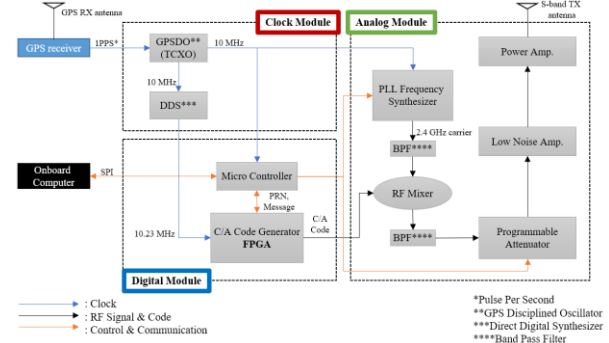 GPS RX antenna
S-band TX
antenna
Clock Module
Analog Module
GPS receiver
1PPS*
GPSDO**
(TCXO)
10 MHz
Power Amp.
10 MHz
DDS***
PLL Frequency
Synthesizer
2.4 GHz carrier
BPF****
Low Noise Amp.
Onboard
Computer
SPI
Micro Controller
PRN,
Message
RF Mixer
C/A
Code
10.23 MHz
C/A Code Generator
FPGA
BPF****
Programmable
Attenuator
Digital Module
: Clock
: RF Signal & Code
: Control & Communication
*Pulse Per Second
**GPS Disciplined Oscillator
***Direct Digital Synthesizer
****Band Pass Filter